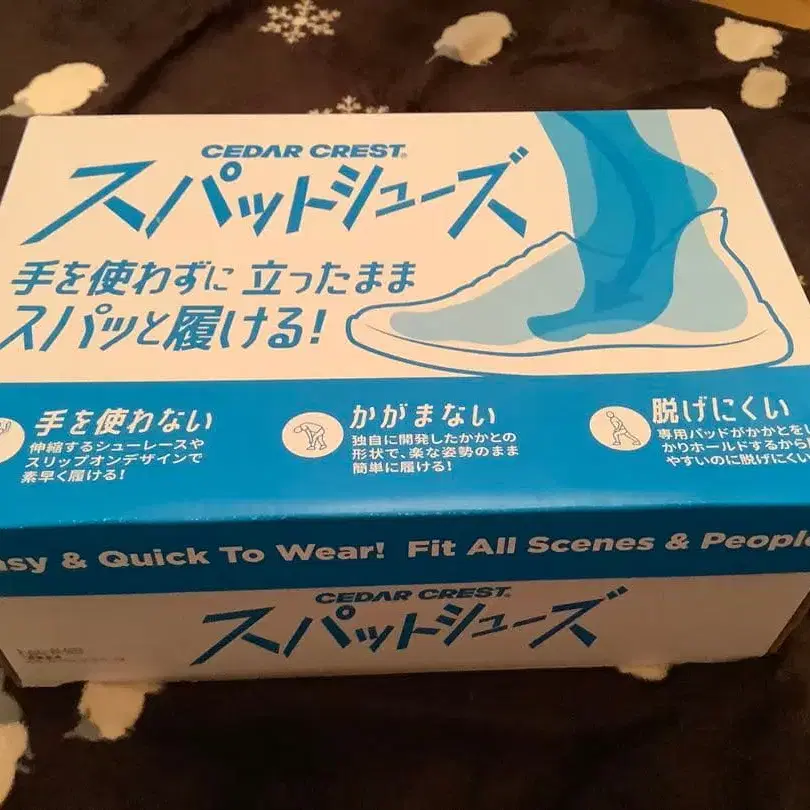 CEDAR CREST®
スパットシューズ
手を使わずに 立ったまま
スパッと履ける!
手を使わない
伸縮するシューレースや
スリップオンデザインで
素早く履ける!
かがまない
独自に開発したかかとの
形状で、楽な姿勢のまま
簡単に履ける!
脱げにくい
専用パッドがかかとをし
かりホールドするから
やすいのに脱げにくい
asy & Quick To Wear! Fit All Scenes & People
CEDAR CREST®
スパットシューズ